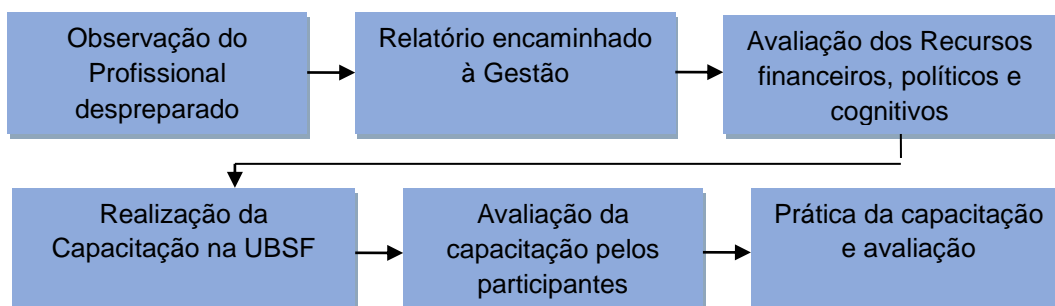 Observação do
Profissional
despreparado
Relatório encaminhado
à Gestão
Avaliação dos Recursos
financeiros, políticos e
cognitivos
Realização da
Capacitação na UBSF
Avaliação da
capacitação pelos
participantes
Prática da capacitação
e avaliação